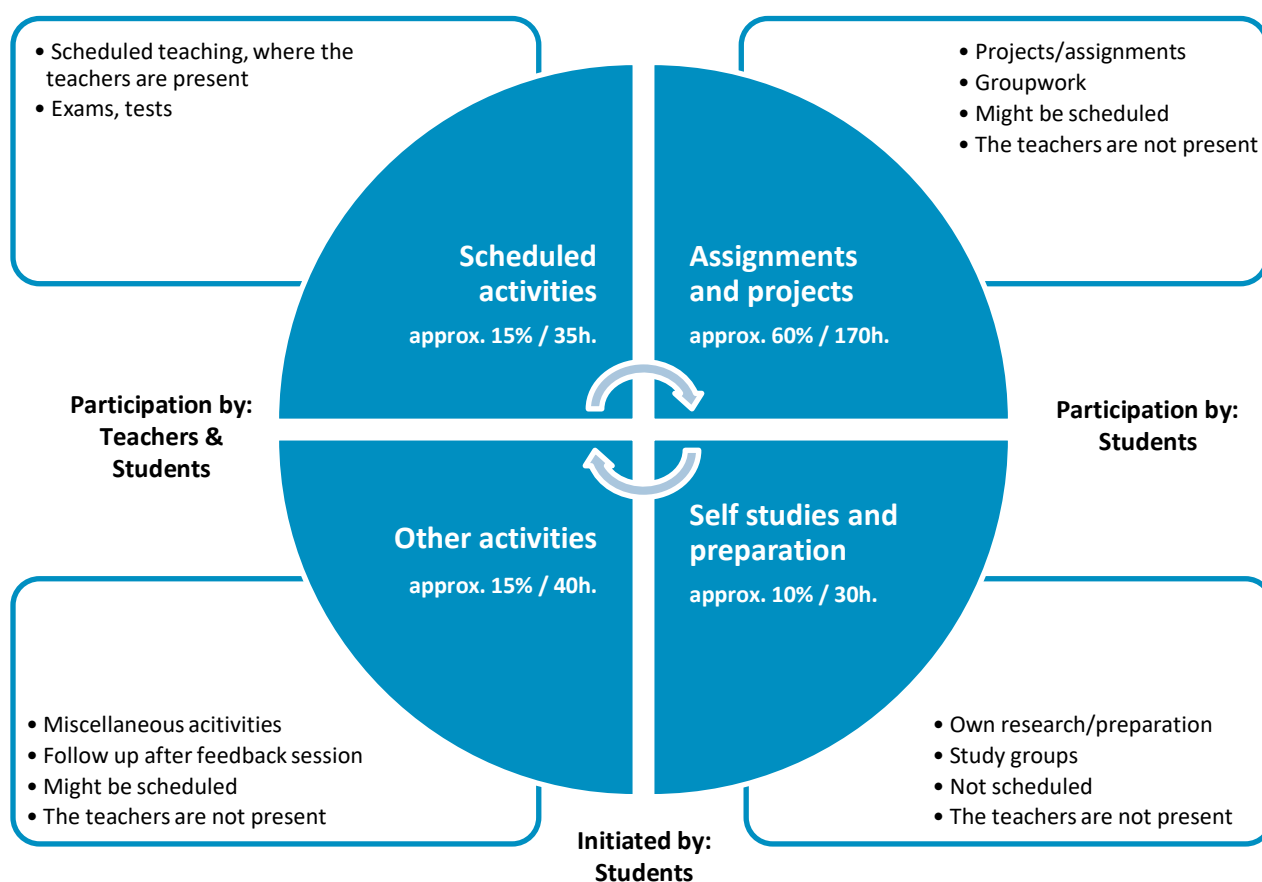 • Scheduled teaching, where the
teachers are present
• Exams, tests
• Projects/assignments
• Groupwork
• Might be scheduled
• The teachers are not present
Scheduled
activities
approx. 15% / 35h.
Assignments
and projects
approx. 60% / 170h.
Participation by:
Teachers &
Students
Participation by:
Students
Other activities
approx. 15% / 40h.
Self studies and
preparation
approx. 10% / 30h.
• Miscellaneous acitivities
• Follow up after feedback session
• Might be scheduled
• The teachers are not present
• Own research/preparation
• Study groups
• Not scheduled
• The teachers are not present
Initiated by:
Students